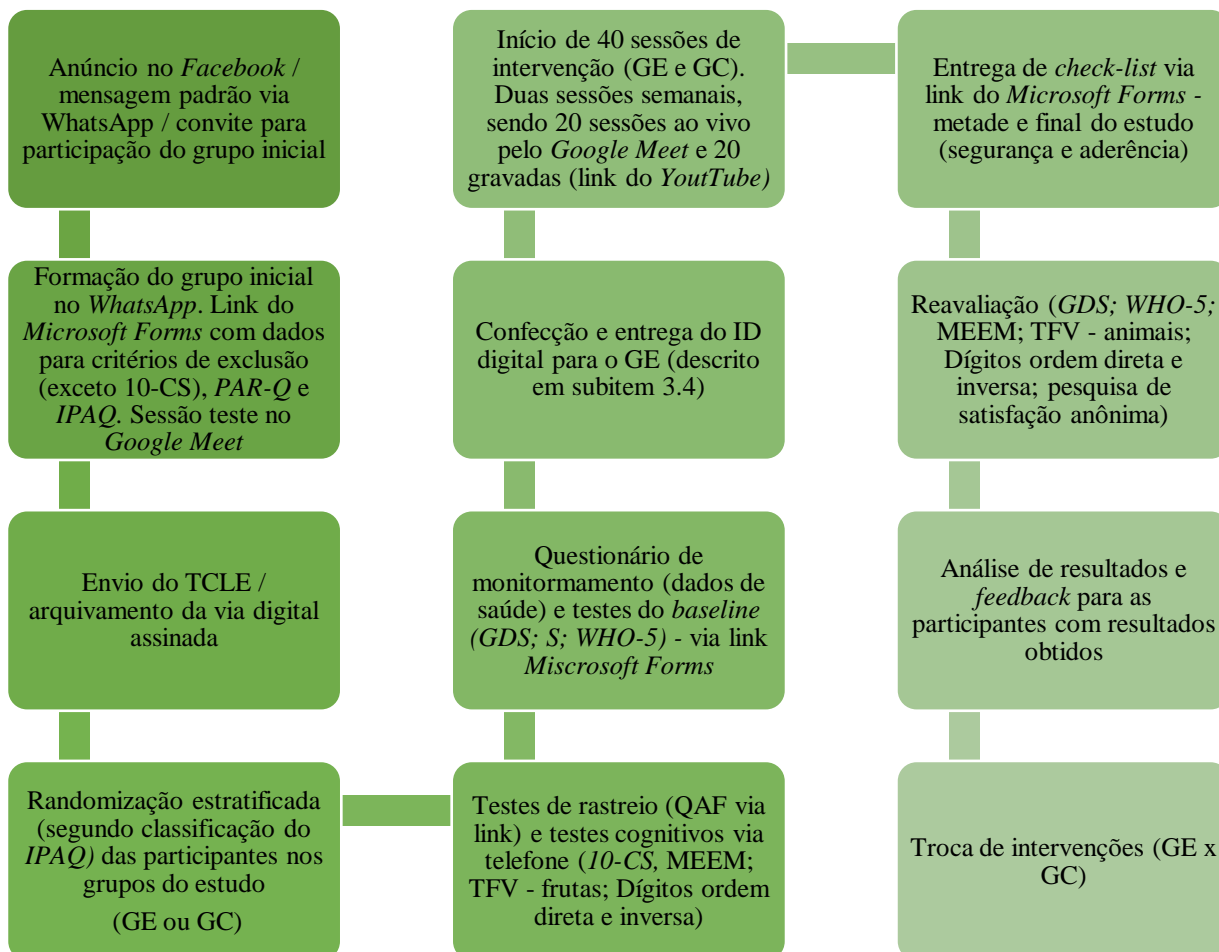 Anúncio no Facebook /
mensagem padrão via
WhatsApp / convite para
participação do grupo inicial
Formação do grupo inicial
no WhatsApp. Link do
Microsoft Forms com dados
para critérios de exclusão
(exceto 10-CS), PAR-Q e
IPAQ. Sessão teste no
Google Meet
Envio do TCLE /
arquivamento da via digital
assinada
Randomização estratificada
(segundo classificação do
IPAQ) das participantes nos
grupos do estudo
(GE ou GC)
Testes de rastreio (QAF via
link) e testes cognitivos via
telefone (10-CS, MEEM;
TFV - frutas; Dígitos ordem
direta e inversa)
Questionário de
monitormamento (dados de
saúde) e testes do baseline
(GDS; S; WHO-5) - via link
Miscrosoft Forms
Confecção e entrega do ID
digital para o GE (descrito
em subitem 3.4)
Início de 40 sessões de
intervenção (GE e GC).
Duas sessões semanais,
sendo 20 sessões ao vivo
pelo Google Meet e 20
gravadas (link do YoutTube)
Entrega de check-list via
link do Microsoft Forms -
metade e final do estudo
(segurança e aderência)
Reavaliação (GDS; WHO-5;
MEEM; TFV - animais;
Dígitos ordem direta e
inversa; pesquisa de
satisfação anônima)
Análise de resultados e
feedback para as
participantes com resultados
obtidos
Troca de intervenções (GE x
GC)